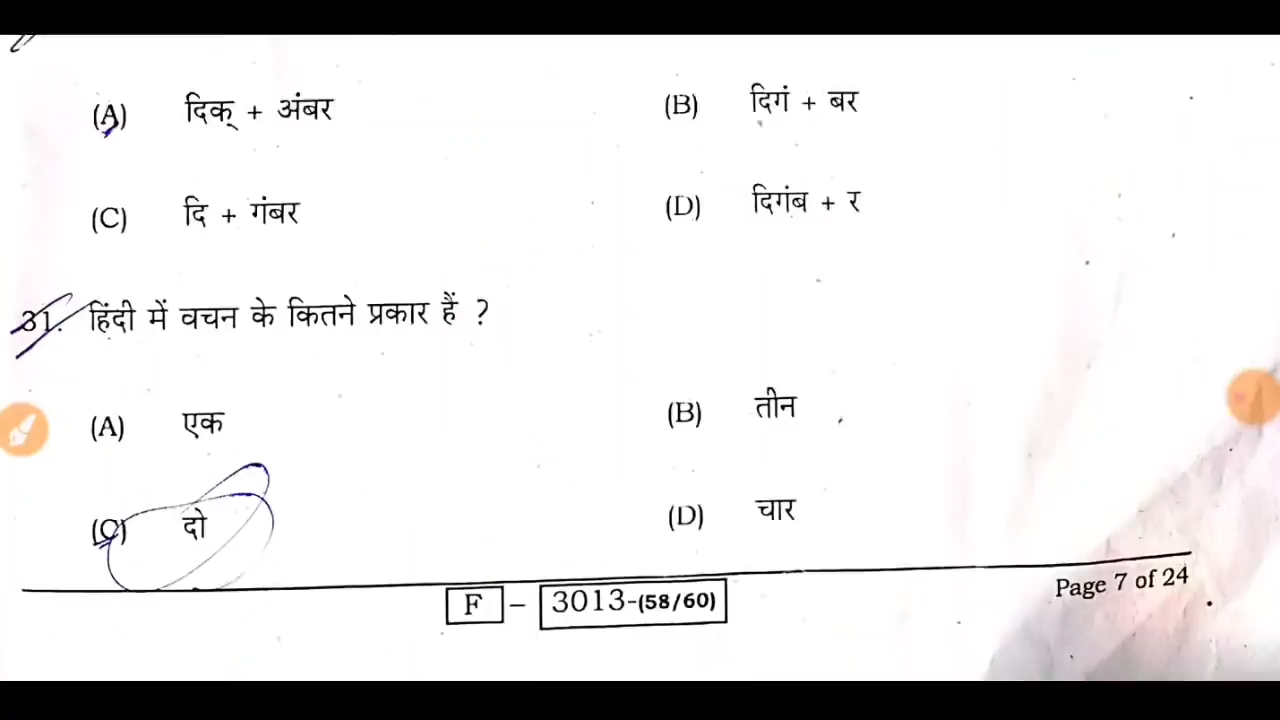 (A) दिक् + अंबर (B) दिगं + बर
(C) दि + गंबर (D) दिगंब + र
31. हिंदी में वचन के कितने प्रकार हैं ?
(A) एक (B) तीन
(C) दो (D) चार
F – 3013-(58/60) Page 7 of 24